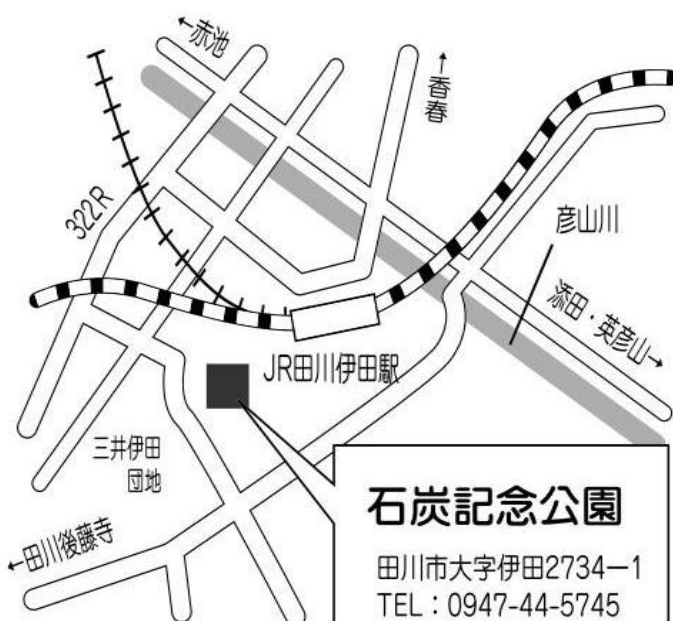 ←赤池
↑香春
322R
彦山川
添田・英彦山→
JR田川伊田駅
三井伊田
団地
←田川後藤寺
石炭記念公園
田川市大字伊田2734ー1
TEL：0947-44-5745